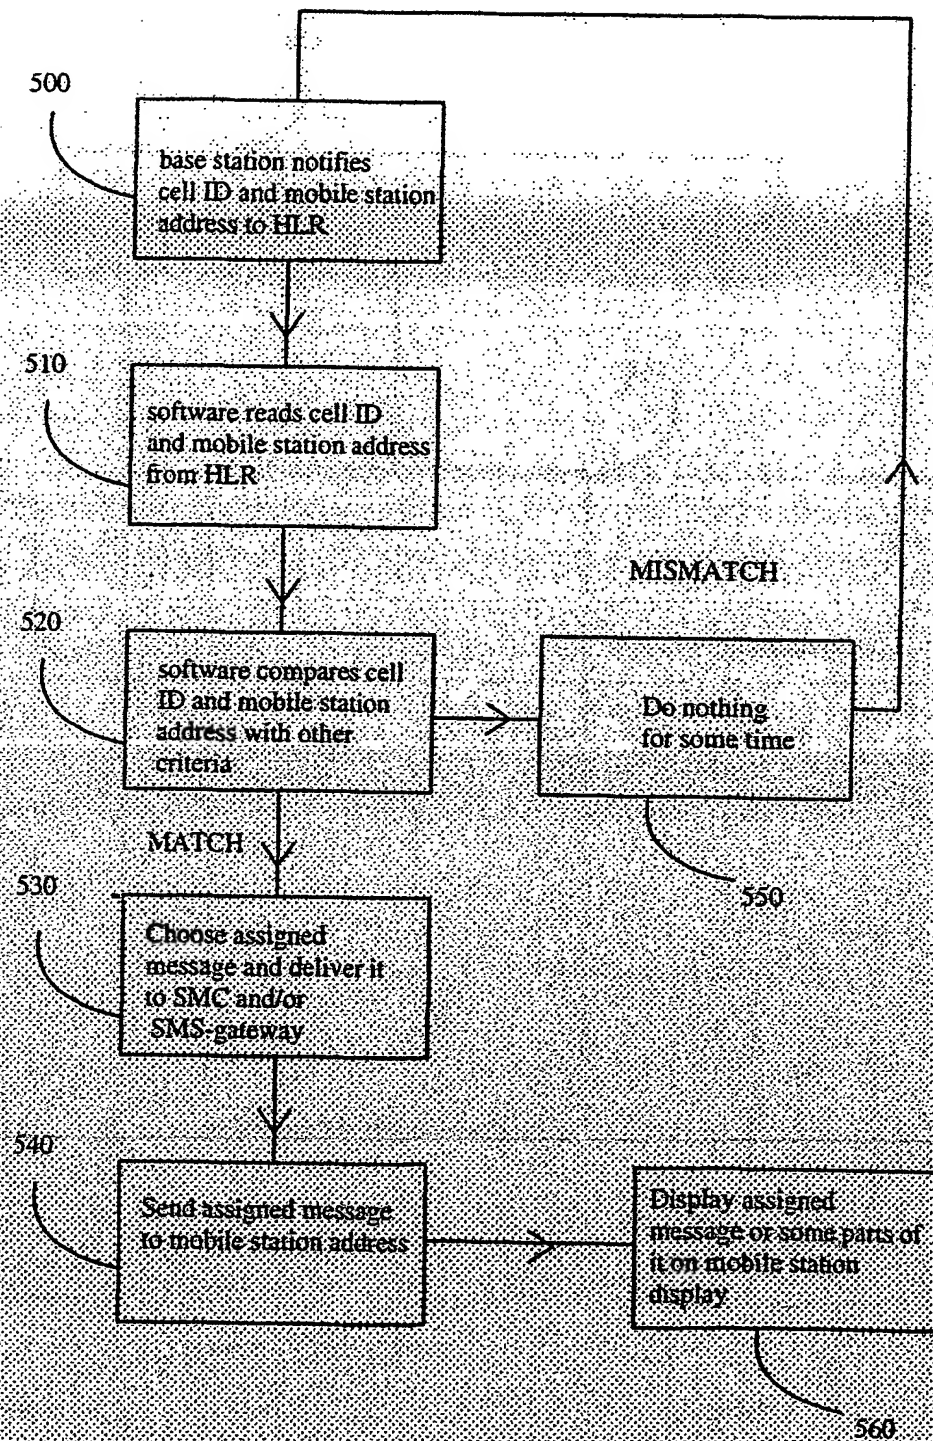 500
base station notifies
cell ID and mobile station
address to HLR
510
software reads cell ID
and mobile station address
from HLR
MISMATCH
520
software compares cell
ID and mobile station
address with other
criteria
Do nothing
for some time
MATCH
550
530
Choose assigned
message and deliver it
to SMC and/or
SMS-gateway
540
Send assigned message
to mobile station address
Display assigned
message or some parts of
it on mobile station
display
560